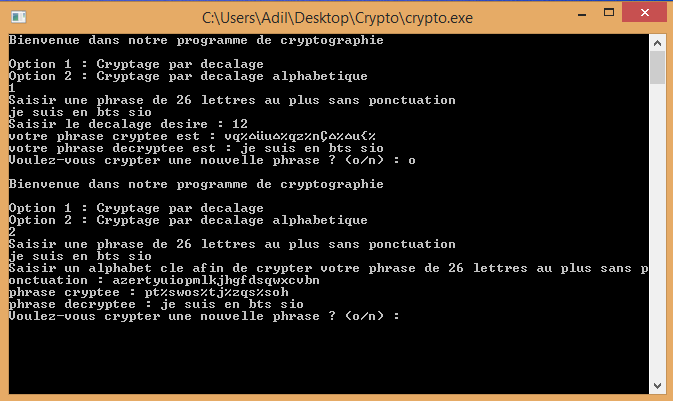 C:\Users\Adil\Desktop\Crypto\crypto.exe
Bienvenue dans notre programme de cryptographie
Option 1 : Cryptage par decalage
Option 2 : Cryptage par decalage alphabetique
1
Saisir une phrase de 26 lettres au plus sans ponctuation
je suis en bts sio
Saisir le decalage desire : 12
votre phrase cryptee est : vq%⌂üu⌂%qz%nÇ⌂%⌂u{%
votre phrase decryptee est : je suis en bts sio
Voulez-vous crypter une nouvelle phrase ? (o/n) : o
Bienvenue dans notre programme de cryptographie
Option 1 : Cryptage par decalage
Option 2 : Cryptage par decalage alphabetique
2
Saisir une phrase de 26 lettres au plus sans ponctuation
je suis en bts sio
Saisir un alphabet cle afin de crypter votre phrase de 26 lettres au plus sans p
onctuation : azertyuiopmlkjhgfdsqwxcvbn
phrase cryptee : pt%swos%tj%zqs%soh
phrase decryptee : je suis en bts sio
Voulez-vous crypter une nouvelle phrase ? (o/n) :